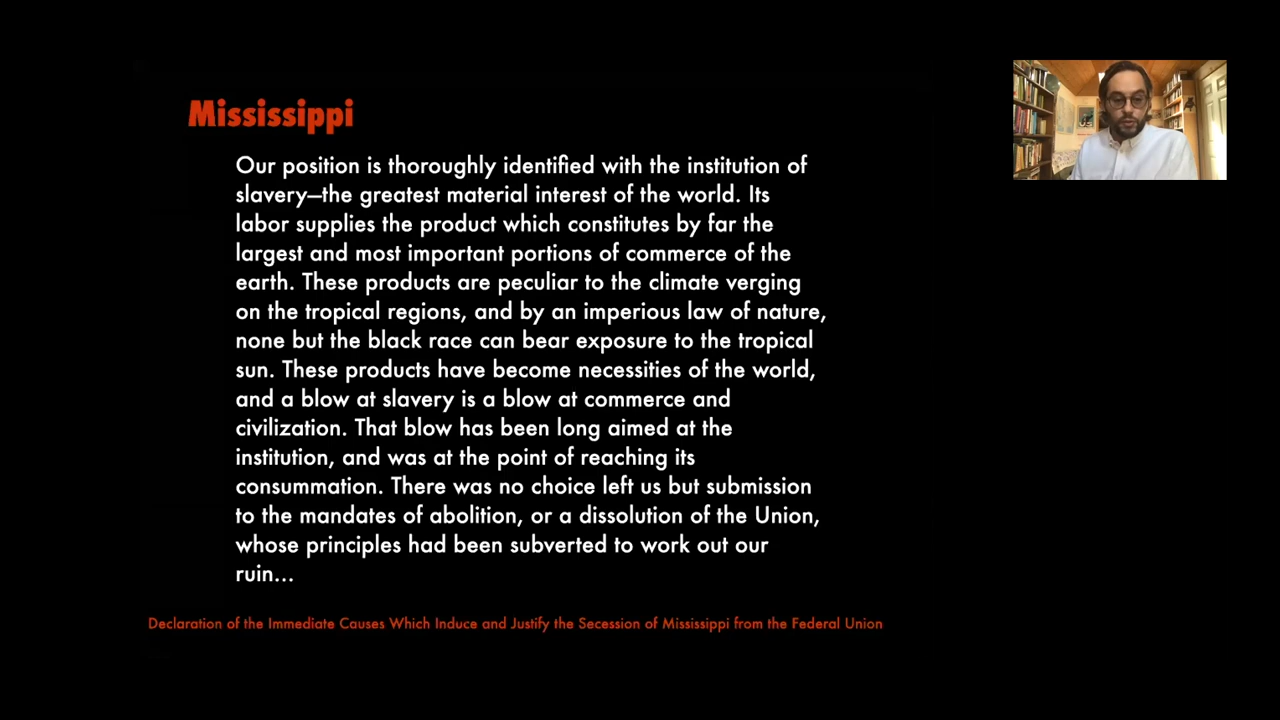 Mississippi
Our position is thoroughly identified with the institution of
slavery—the greatest material interest of the world. Its
labor supplies the product which constitutes by far the
largest and most important portions of commerce of the
earth. These products are peculiar to the climate verging
on the tropical regions, and by an imperious law of nature,
none but the black race can bear exposure to the tropical
sun. These products have become necessities of the world,
and a blow at slavery is a blow at commerce and
civilization. That blow has been long aimed at the
institution, and was at the point of reaching its
consummation. There was no choice left us but submission
to the mandates of abolition, or a dissolution of the Union,
whose principles had been subverted to work out our
ruin...
Declaration of the Immediate Causes Which Induce and Justify the Secession of Mississippi from the Federal Union